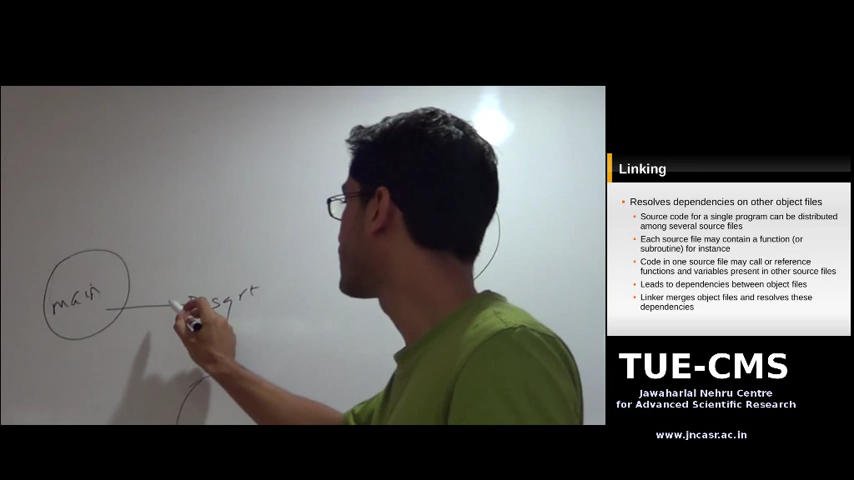 main
sqrt
Linking
Resolves dependencies on other object files
Source code for a single program can be distributed
among several source files
Each source file may contain a function (or
subroutine) for instance
Code in one source file may call or reference
functions and variables present in other source files
Leads to dependencies between object files
Linker merges object files and resolves these
dependencies
TUE-CMS
Jawaharlal Nehru Centre
for Advanced Scientific Research
www.jncasr.ac.in